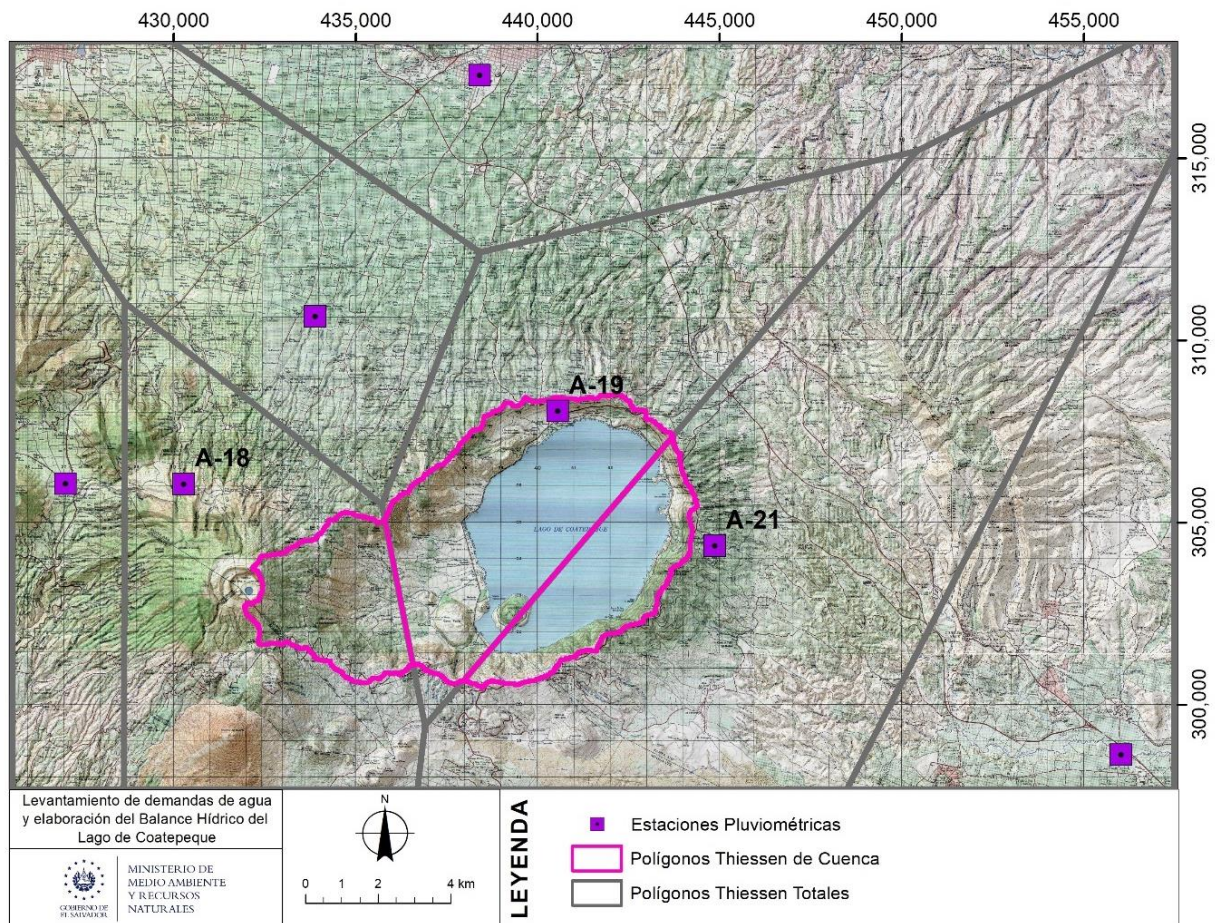 430,000
435,000
440,000
445,000
450,000
455,000
315,000
310,000
A-19
A-18
LAGO DE COATEPEQUE
A-21
305,000
300,000
Levantamiento de demandas de agua
y elaboración del Balance Hídrico del
Lago de Coatepeque
GOBIERNO DE
EL SALVADOR
MINISTERIO DE
MEDIO AMBIENTE
Y RECURSOS
NATURALES
N
0 1 2 4 km
LEYENDA
Estaciones Pluviométricas
Polígonos Thiessen de Cuenca
Polígonos Thiessen Totales